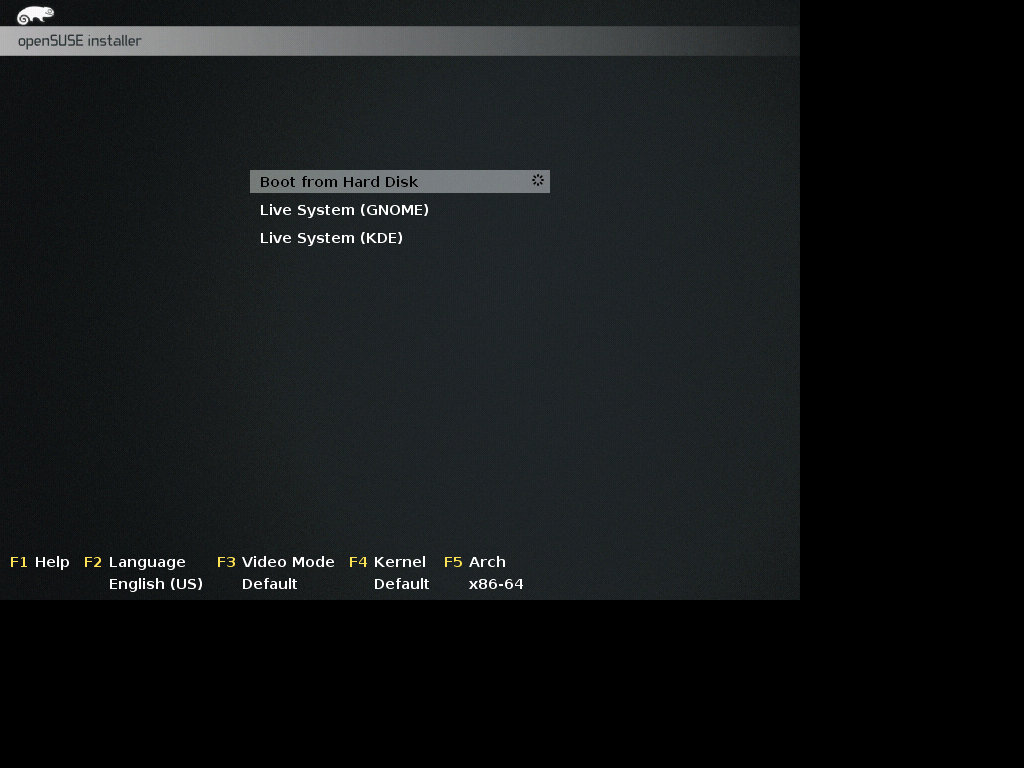 openSUSE installer
Boot from Hard Disk
Live System (GNOME)
Live System (KDE)
F1 Help F2 Language F3 Video Mode F4 Kernel F5 Arch
English (US) Default Default x86-64